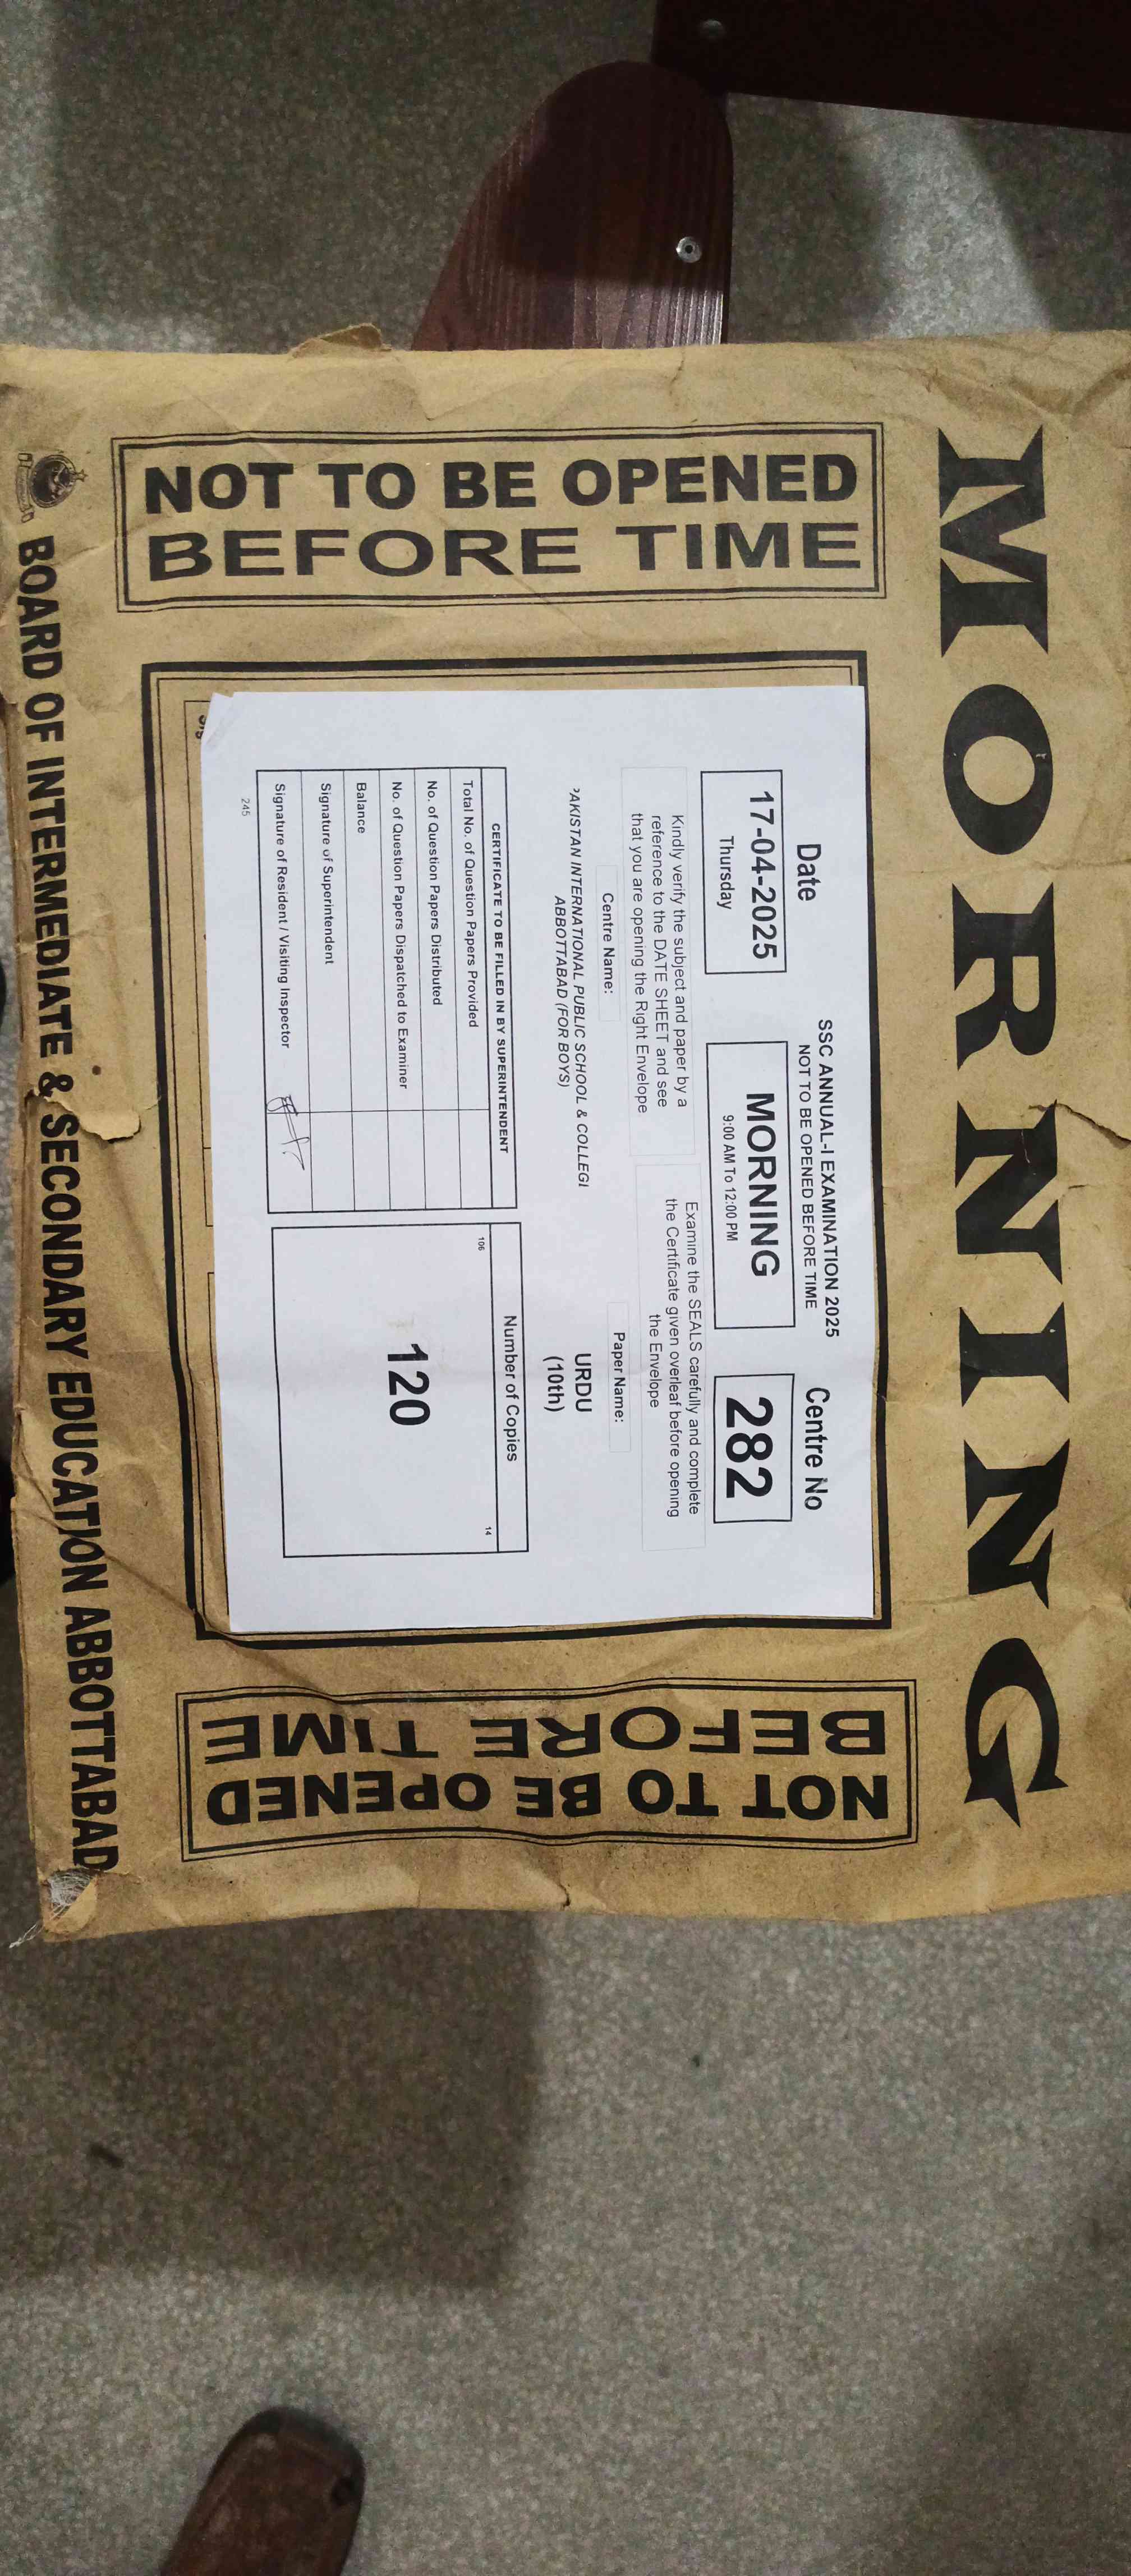 MORNING
NOT TO BE OPENED
BEFORE TIME
Date
17-04-2025
Thursday
SSC ANNUAL-I EXAMINATION 2025
NOT TO BE OPENED BEFORE TIME
MORNING
9:00 AM To 12:00 PM
Centre No
282
Kindly verify the subject and paper by a
reference to the DATE SHEET and see
that you are opening the Right Envelope
Examine the SEALS carefully and complete
the Certificate given overleaf before opening
the Envelope
Centre Name:
PAKISTAN INTERNATIONAL PUBLIC SCHOOL & COLLEGE
ABBOTTABAD (FOR BOYS)
Paper Name:
URDU
(10th)
CERTIFICATE TO BE FILLED IN BY SUPERINTENDENT
Total No. of Question Papers Provided
No. of Question Papers Distributed
No. of Question Papers Dispatched to Examiner
Balance
Signature of Superintendent
Signature of Resident / Visiting Inspector
245
Number of Copies
106
14
120
NOT TO BE OPENED
BEFORE TIME
BOARD OF INTERMEDIATE & SECONDARY EDUCATION ABBOTTABAD